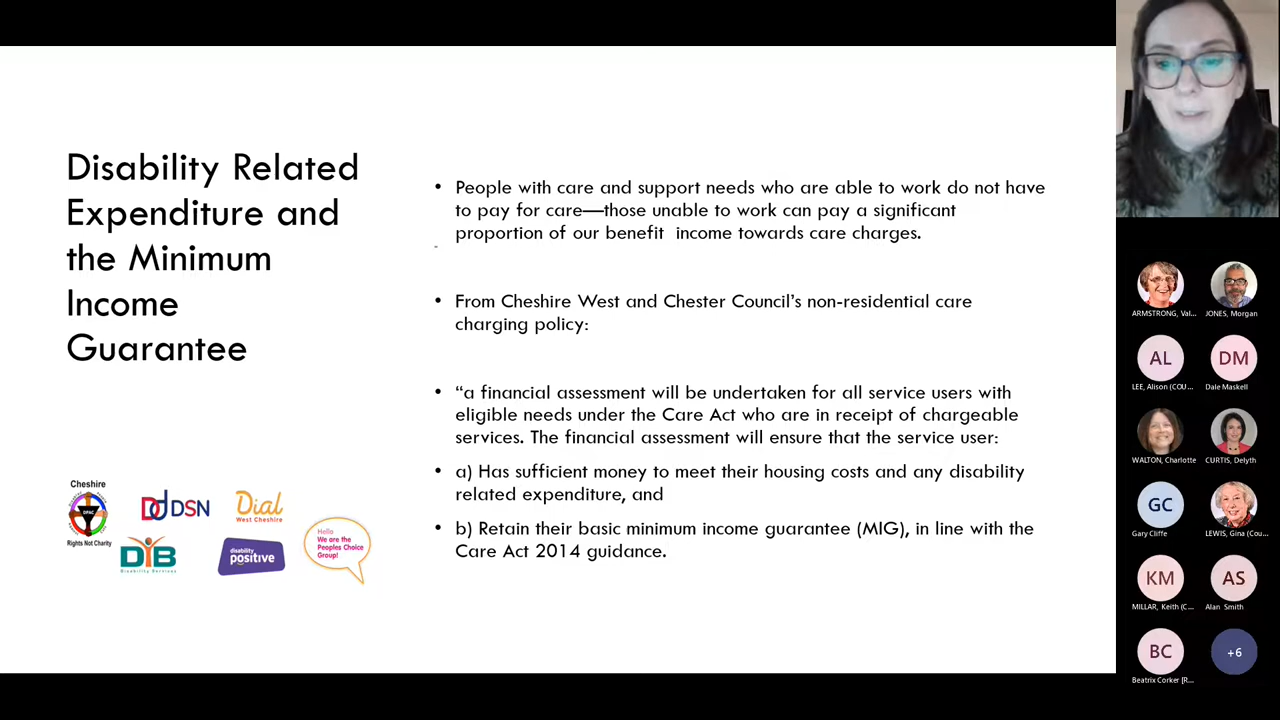 Disability Related
Expenditure and
the Minimum
Income
Guarantee
• People with care and support needs who are able to work do not have
to pay for care—those unable to work can pay a significant
proportion of our benefit income towards care charges.
• From Cheshire West and Chester Council’s non-residential care
charging policy:
• “a financial assessment will be undertaken for all service users with
eligible needs under the Care Act who are in receipt of chargeable
services. The financial assessment will ensure that the service user:
• a) Has sufficient money to meet their housing costs and any disability
related expenditure, and
• b) Retain their basic minimum income guarantee (MIG), in line with the
Care Act 2014 guidance.
Cheshire
DPAC
Rights Not Charity
DSN
Dial
West Cheshire
DIB
Disability Services
disability
positive
Hello
We are the
Peoples Choice
Group!
ARMSTRONG, Val...
JONES, Morgan
AL
LEE, Alison (COU...
DM
Dale Maskell
WALTON, Charlotte
CURTIS, Delyth
GC
Gary Cliffe
LEWIS, Gina (Cou...
KM
MILLAR, Keith (C...
AS
Alan Smith
BC
Beatrix Corker [R...
+6